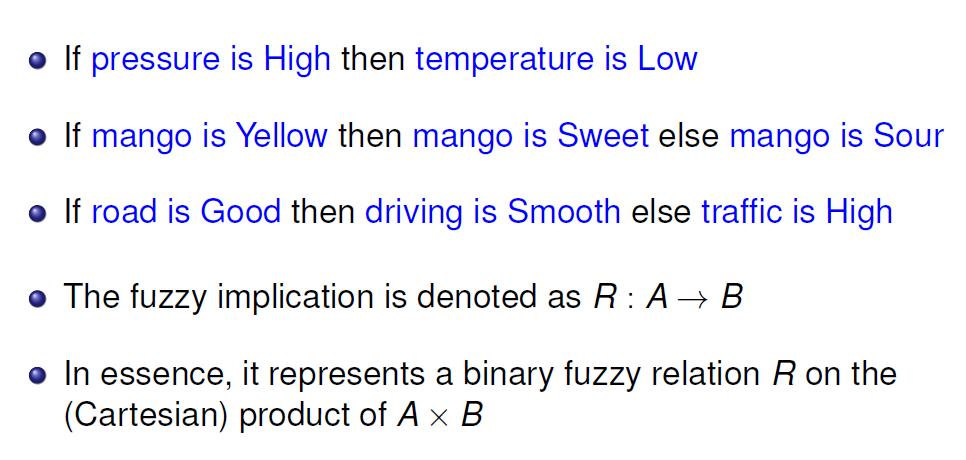 If pressure is High then temperature is Low
If mango is Yellow then mango is Sweet else mango is Sour
If road is Good then driving is Smooth else traffic is High
The fuzzy implication is denoted as R : A → B
In essence, it represents a binary fuzzy relation R on the
(Cartesian) product of A × B